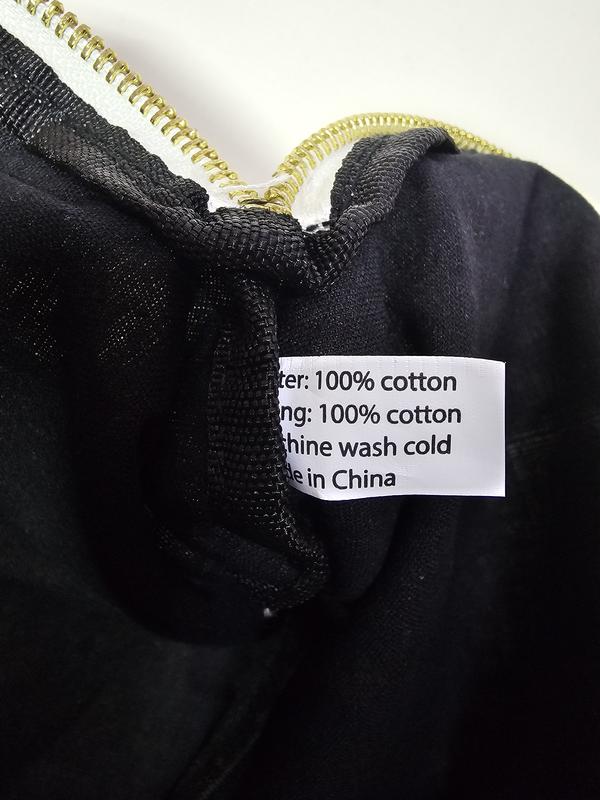 ter: 100% cotton
ng: 100% cotton
chine wash cold
de in China